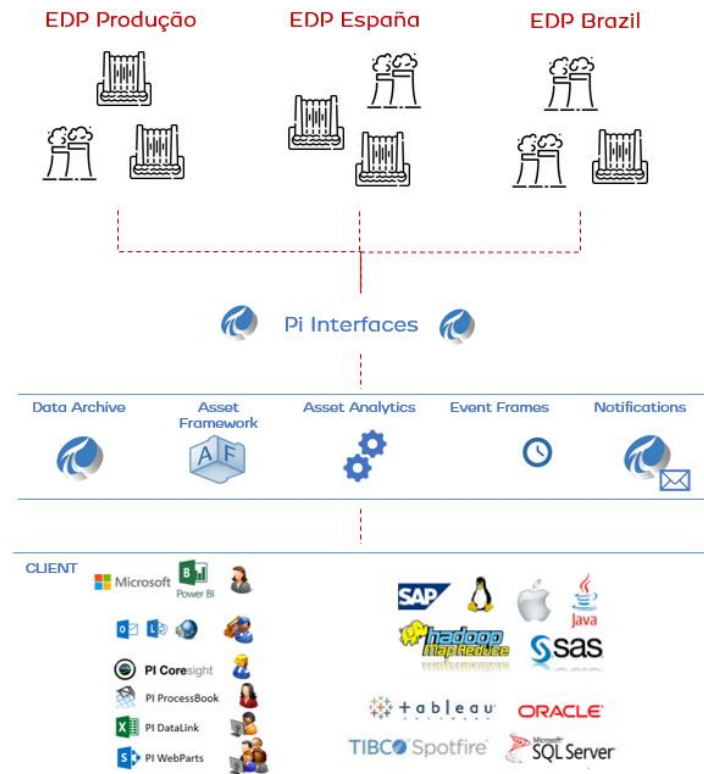 EDP Produção
EDP España
EDP Brazil
Pi Interfaces
Data Archive
Asset
Framework
Asset Analytics
Event Frames
Notifications
A F
CLIENT
Microsoft
B
Power BI
SAP
Java
hadoop
Map Reduce
sas
PI Coresight
PI ProcessBook
PI DataLink
PI WebParts
+ a b l e a u
SOFTWARE
ORACLE
TIBCO Spotfire
Microsoft
SQL Server